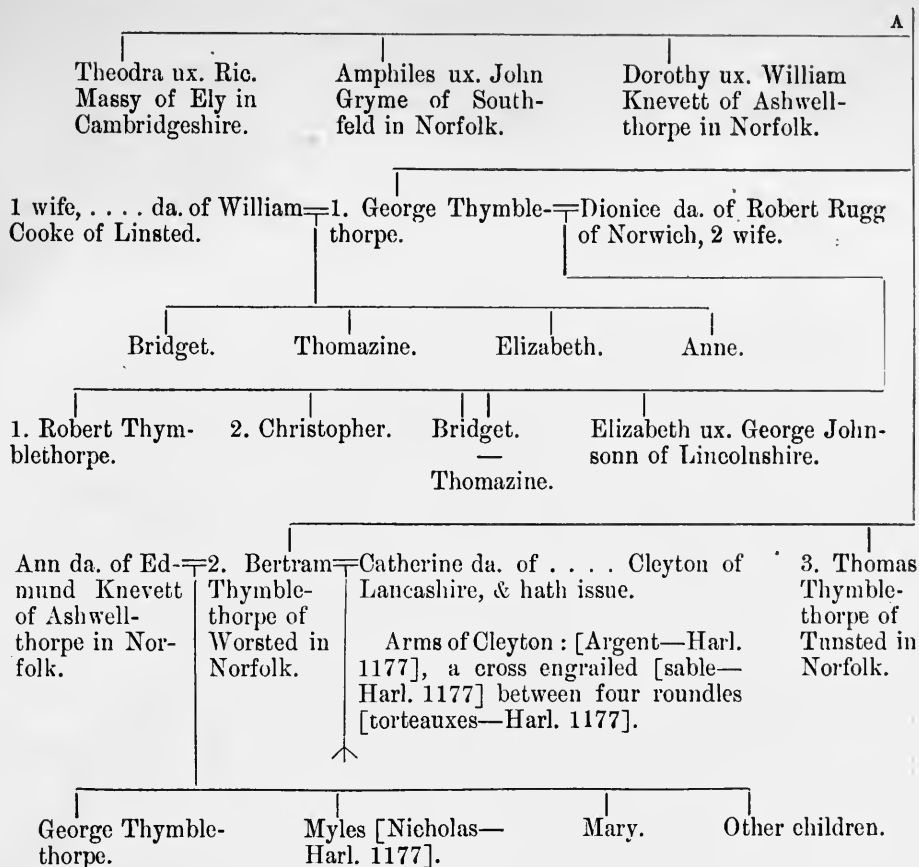 A
Theodra ux. Ric.
Massy of Ely in
Cambridgeshire.
Amphiles ux. John
Gryme of South-
feld in Norfolk.
Dorothy ux. William
Knevett of Ashwell-
thorpe in Norfolk.
1 wife, . . . . da. of William
Cooke of Linsted.
1. George Thymble-
thorpe.
Dionice da. of Robert Rugg
of Norwich, 2 wife.
Bridget.
Thomazine.
Elizabeth.
Anne.
1. Robert Thym-
blethorpe.
2. Christopher.
Bridget.
—
Thomazine.
Elizabeth ux. George John-
sonn of Lincolnshire.
Ann da. of Ed-
mund Knevett
of Ashwell-
thorpe in Nor-
folk.
2. Bertram
Thymble-
thorpe of
Worsted in
Norfolk.
Catherine da. of . . . . Cleyton of
Lancashire, & hath issue.
Arms of Cleyton : [Argent—Harl.
1177], a cross engrailed [sable—
Harl. 1177] between four roundles
[torteauxes—Harl. 1177].
3. Thomas
Thymble-
thorpe of
Tunsted in
Norfolk.
George Thymble-
thorpe.
Myles [Nicholas—
Harl. 1177].
Mary.
Other children.